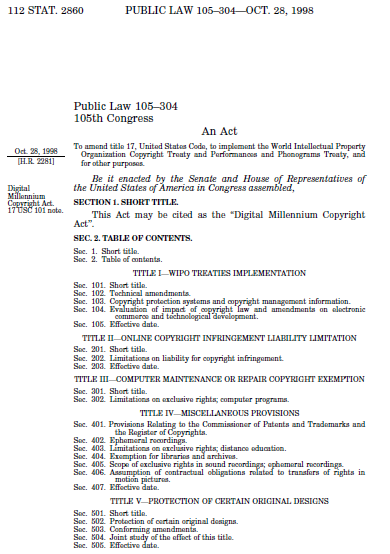 112 STAT. 2860 PUBLIC LAW 105–304—OCT. 28, 1998
Public Law 105–304
105th Congress
An Act
Oct. 28, 1998
[H.R. 2281]
To amend title 17, United States Code, to implement the World Intellectual Property
Organization Copyright Treaty and Performances and Phonograms Treaty, and
for other purposes.
Be it enacted by the Senate and House of Representatives of
the United States of America in Congress assembled,
Digital
Millennium
Copyright Act.
17 USC 101 note.
SECTION 1. SHORT TITLE.
This Act may be cited as the “Digital Millennium Copyright
Act”.
SEC. 2. TABLE OF CONTENTS.
Sec. 1. Short title.
Sec. 2. Table of contents.
TITLE I—WIPO TREATIES IMPLEMENTATION
Sec. 101. Short title.
Sec. 102. Technical amendments.
Sec. 103. Copyright protection systems and copyright management information.
Sec. 104. Evaluation of impact of copyright law and amendments on electronic
commerce and technological development.
Sec. 105. Effective date.
TITLE II—ONLINE COPYRIGHT INFRINGEMENT LIABILITY LIMITATION
Sec. 201. Short title.
Sec. 202. Limitations on liability for copyright infringement.
Sec. 203. Effective date.
TITLE III—COMPUTER MAINTENANCE OR REPAIR COPYRIGHT EXEMPTION
Sec. 301. Short title.
Sec. 302. Limitations on exclusive rights; computer programs.
TITLE IV—MISCELLANEOUS PROVISIONS
Sec. 401. Provisions Relating to the Commissioner of Patents and Trademarks and
the Register of Copyrights.
Sec. 402. Ephemeral recordings.
Sec. 403. Limitations on exclusive rights; distance education.
Sec. 404. Exemption for libraries and archives.
Sec. 405. Scope of exclusive rights in sound recordings; ephemeral recordings.
Sec. 406. Assumption of contractual obligations related to transfers of rights in
motion pictures.
Sec. 407. Effective date.
TITLE V—PROTECTION OF CERTAIN ORIGINAL DESIGNS
Sec. 501. Short title.
Sec. 502. Protection of certain original designs.
Sec. 503. Conforming amendments.
Sec. 504. Joint study of the effect of this title.
Sec. 505. Effective date.